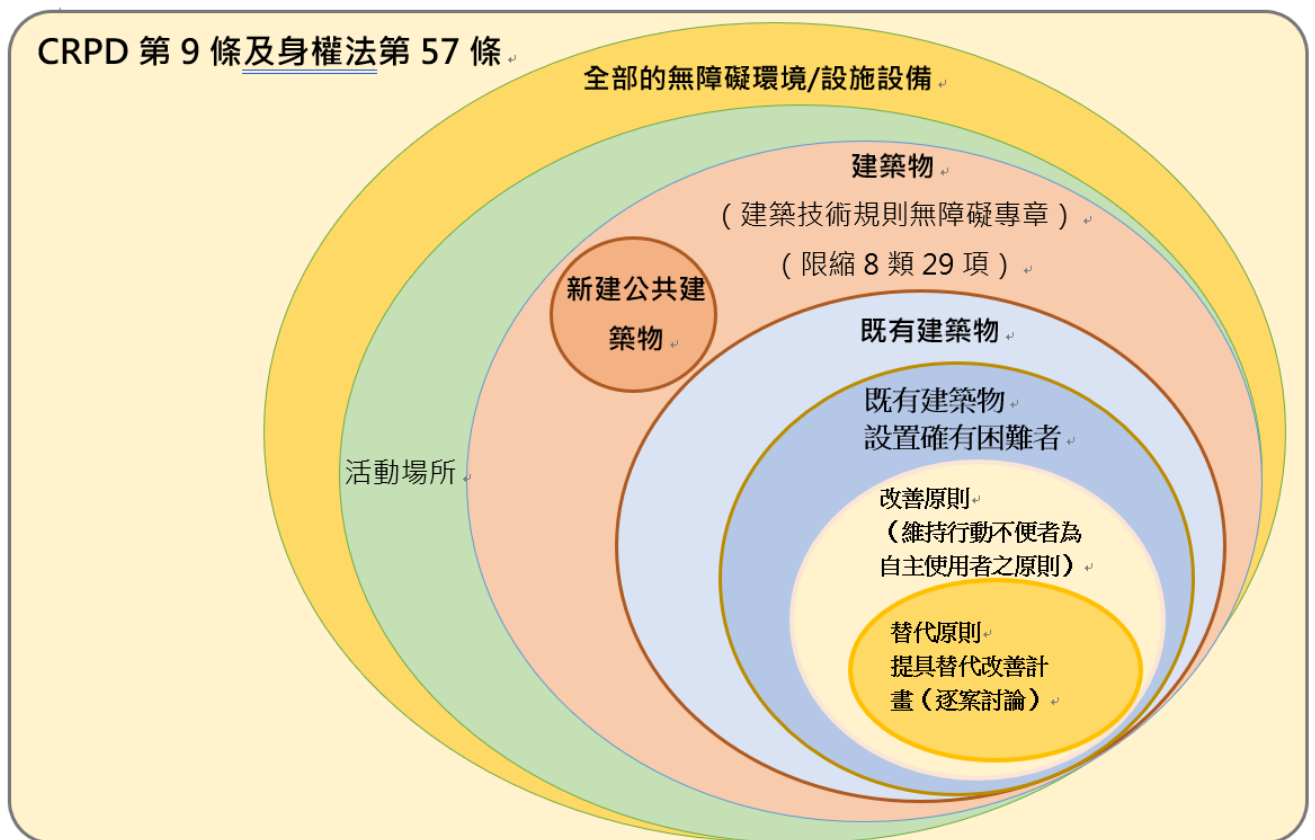 CRPD 第 9 條及身權法第 57 條
全部的無障礙環境/設施設備
建築物
（建築技術規則無障礙專章）
（限縮 8 類 29 項）
新建公共建
築物
既有建築物
既有建築物
設置確有困難者
活動場所
改善原則
（維持行動不便者為
自主使用者之原則）
替代原則
提具替代改善計
畫（逐案討論）